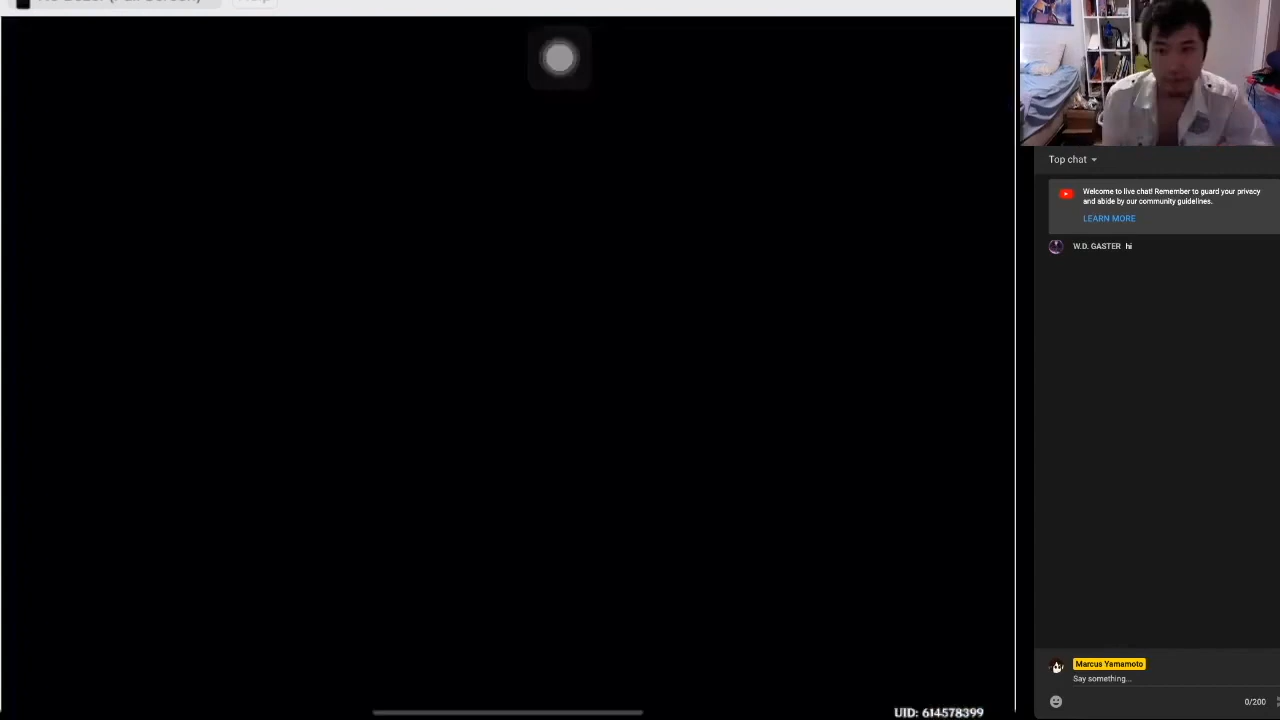 Top chat
Welcome to live chat! Remember to guard your privacy
and abide by our community guidelines.
LEARN MORE
W.D. GASTER hi
Marcus Yamamoto
Say something...
0/200
UID: 614578399